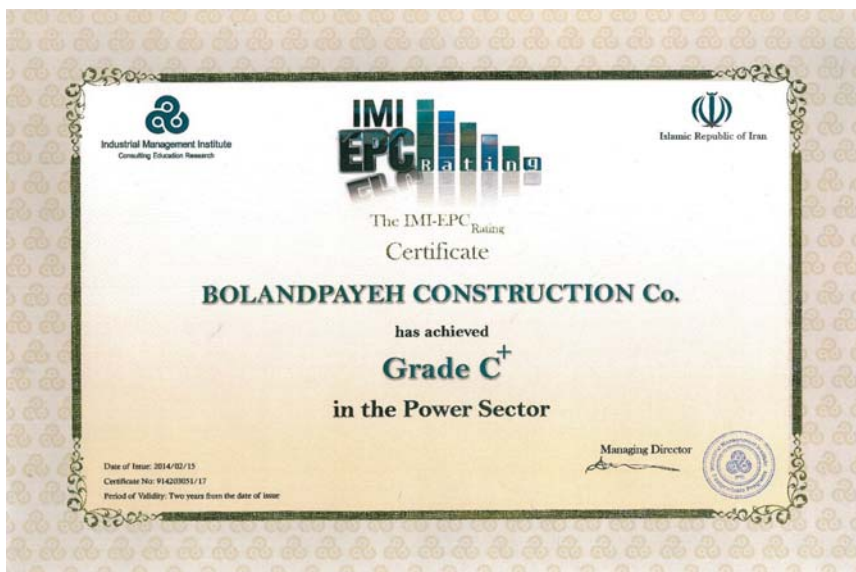 Industrial Management Institute
Consulting Education Research
IMI
EPC
Rating
Islamic Republic of Iran
The IMI-EPC Rating
Certificate
BOLANDPAYEH CONSTRUCTION Co.
has achieved
Grade C+
in the Power Sector
Managing Director
Date of Issue: 2014/02/15
Certificate No: 914203051/17
Period of Validity: Two years from the date of issue